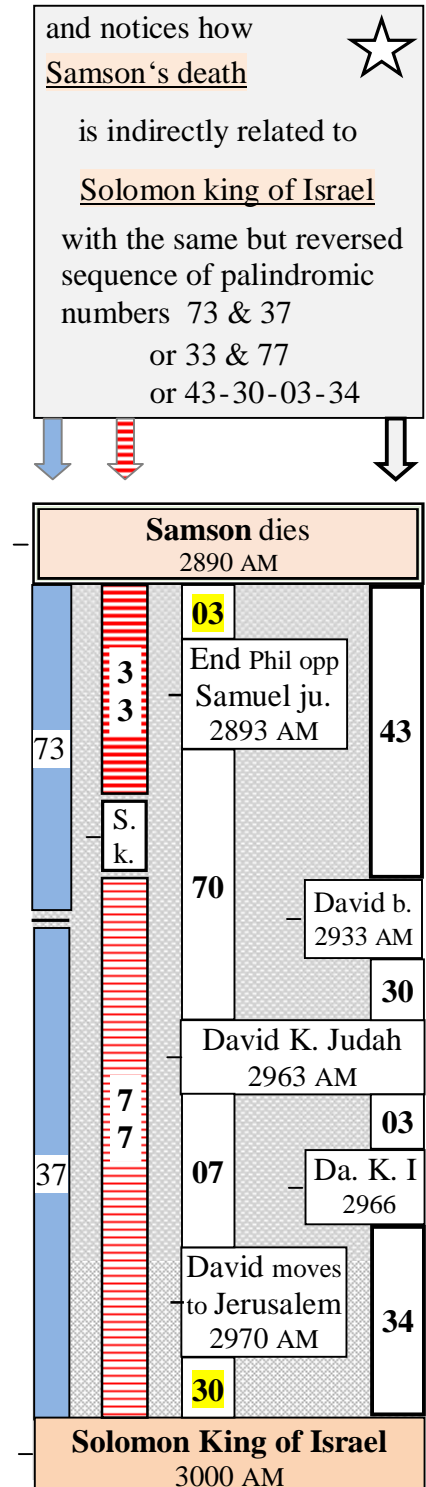 and notices how
Samson‘s death
is indirectly related to
Solomon king of Israel
with the same but reversed
sequence of palindromic
numbers 73 & 37
or 33 & 77
or 43-30-03-34
Samson dies
2890 AM
03
3
3
End Phil opp
Samuel ju.
2893 AM
43
73
S.
k.
70
David b.
2933 AM
30
David K. Judah
2963 AM
7
7
03
37
07
Da. K. I
2966
David moves
to Jerusalem
2970 AM
34
30
Solomon King of Israel
3000 AM